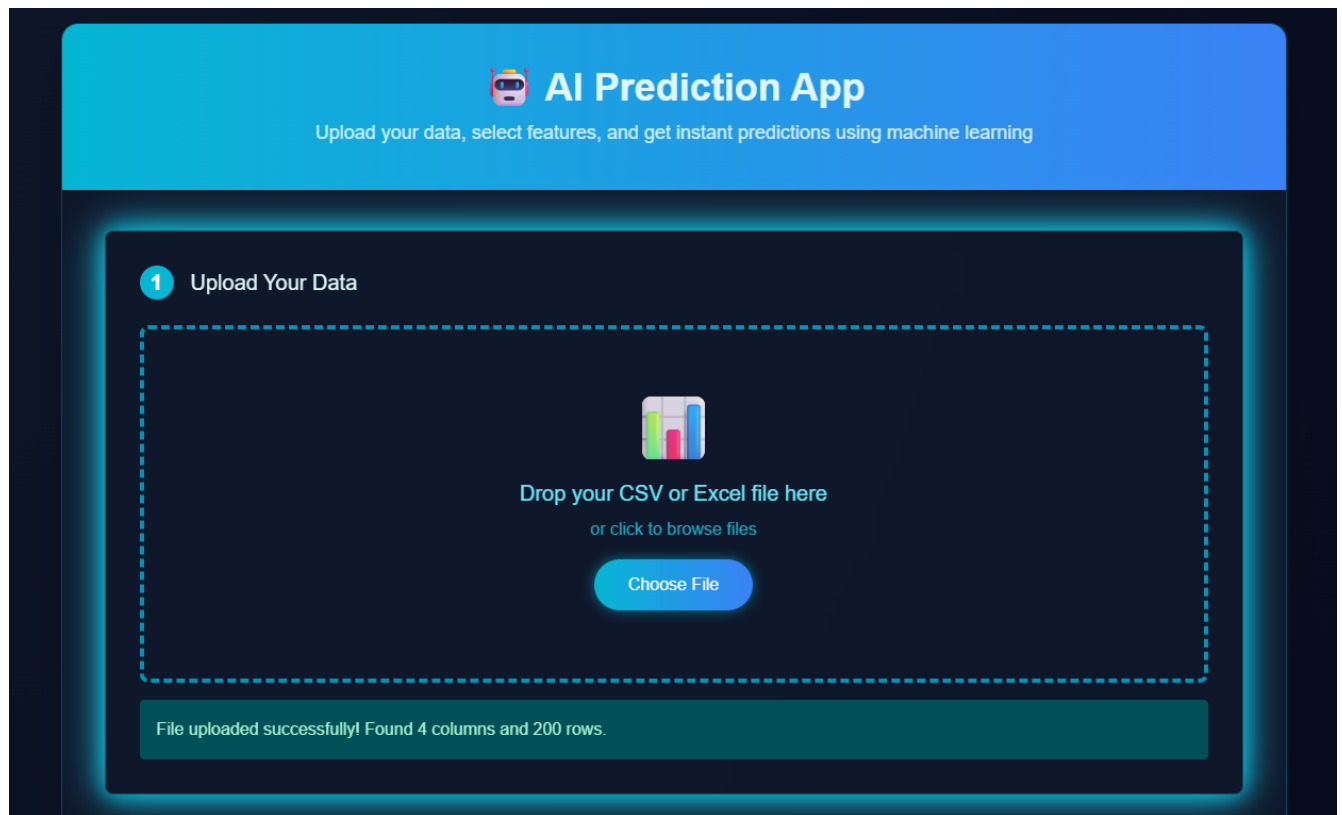 AI Prediction App
Upload your data, select features, and get instant predictions using machine learning
1 Upload Your Data
Drop your CSV or Excel file here
or click to browse files
Choose File
File uploaded successfully! Found 4 columns and 200 rows.